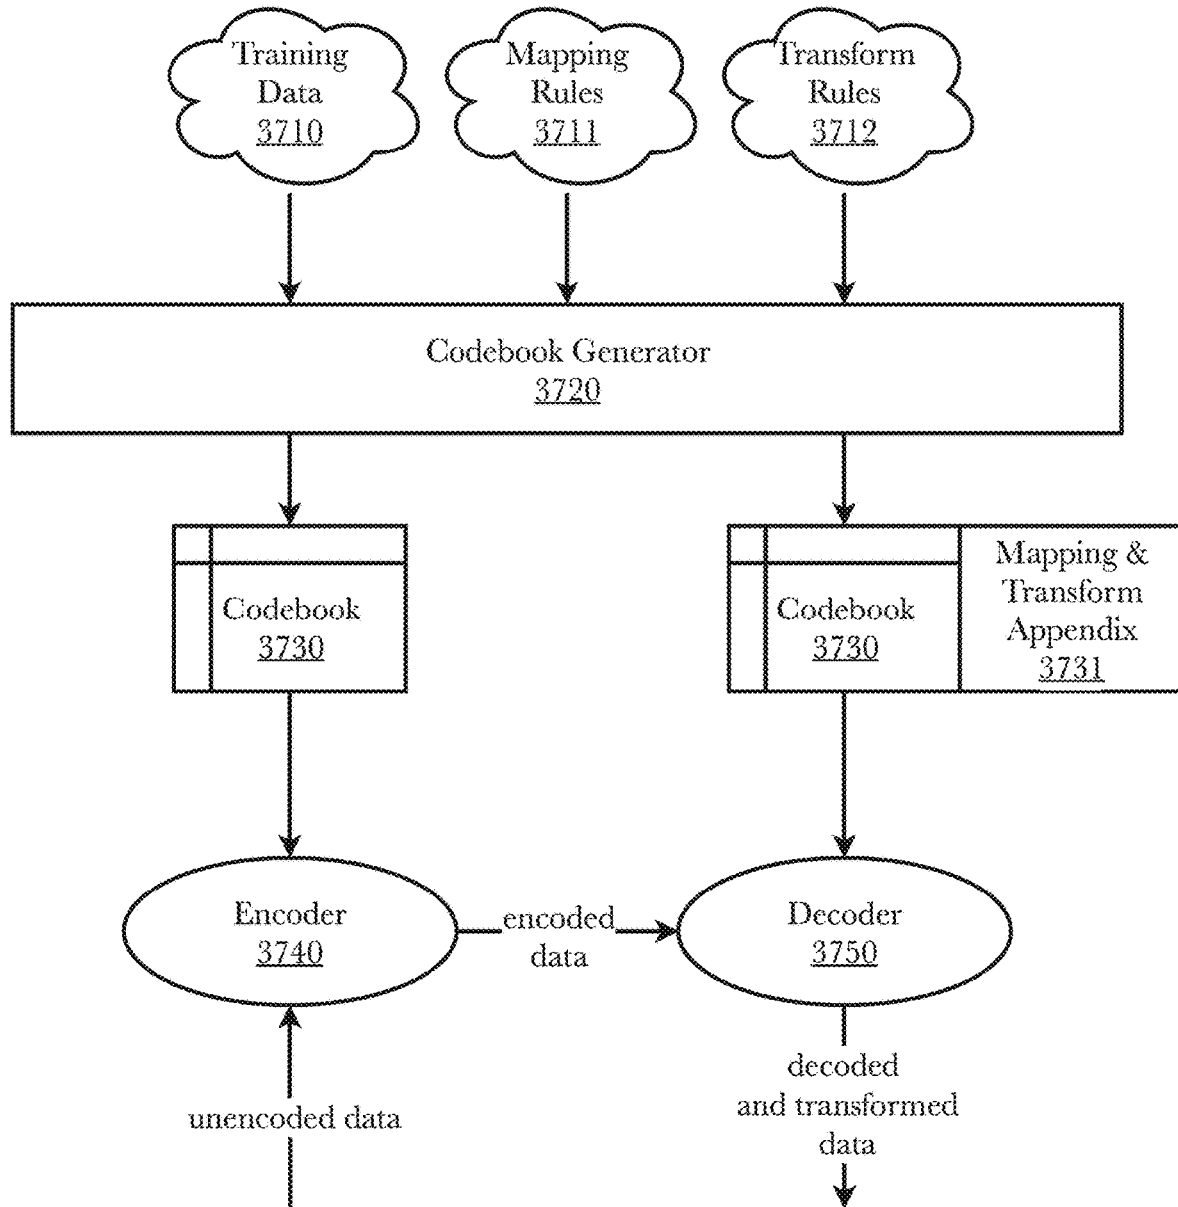 Training
Data
3710
Mapping
Rules
3711
Transform
Rules
3712
Codebook Generator
3720
Codebook
3730
Codebook
3730
Mapping &
Transform
Appendix
3731
Encoder
3740
encoded
data
Decoder
3750
unencoded data
decoded
and transformed
data